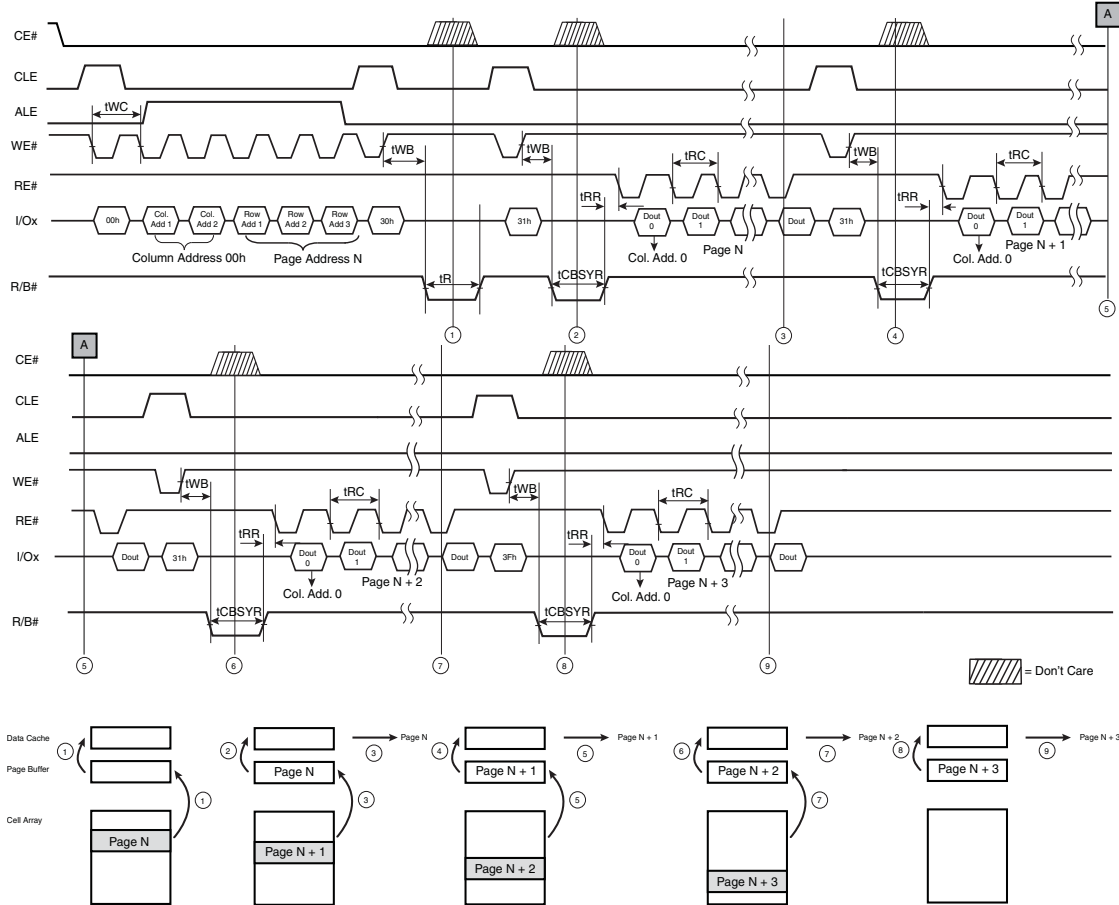 A
CE#
CLE
tWC
ALE
WE#
tWB
tWB
tWB
tRC
tRC
RE#
tRR
tRR
I/Ox
00h
Col. Add 1
Col. Add 2
Row Add 1
Row Add 2
Row Add 3
30h
31h
Dout 0
Dout 1
Dout
31h
Dout 0
Dout 1
Column Address 00h
Page Address N
Page N
Page N + 1
Col. Add. 0
Col. Add. 0
R/B#
tR
tCBSYR
tCBSYR
1
2
3
4
5
A
CE#
CLE
ALE
WE#
tWB
tWB
tRC
tRC
RE#
tRR
tRR
I/Ox
Dout
31h
Dout 0
Dout 1
Dout
3Fh
Dout 0
Dout 1
Dout
Page N + 2
Page N + 3
Col. Add. 0
Col. Add. 0
R/B#
tCBSYR
tCBSYR
5
6
7
8
9
= Don't Care
Data Cache
1
2
3
Page N
4
5
Page N + 1
6
7
Page N + 2
8
9
Page N + 3
Page Buffer
Page N
Page N + 1
Page N + 2
Page N + 3
1
3
5
7
Cell Array
Page N
Page N + 1
Page N + 2
Page N + 3